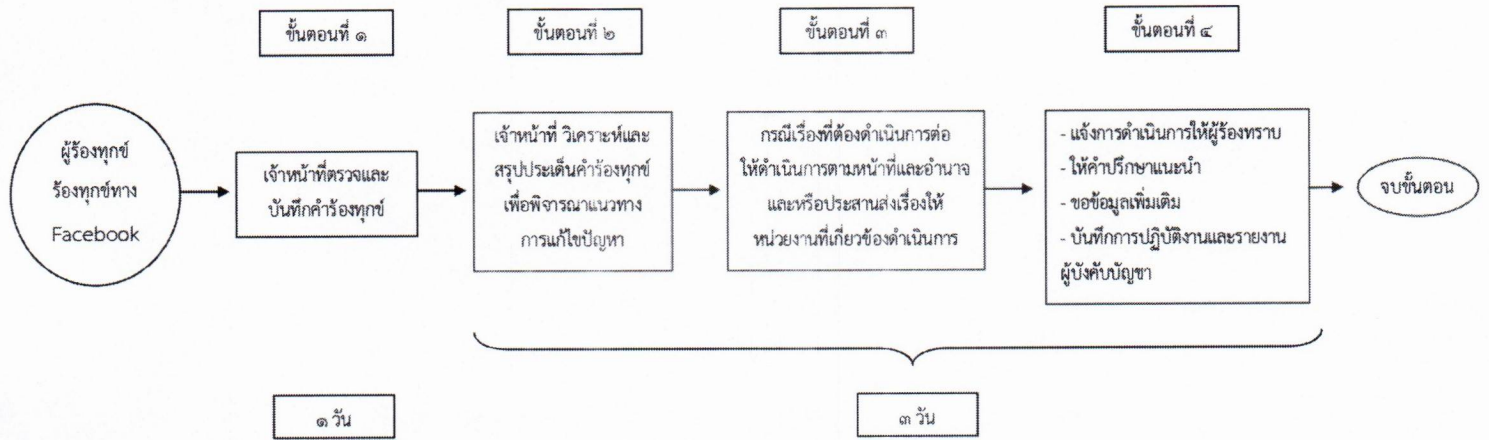 ขั้นตอนที่ ๑
ขั้นตอนที่ ๒
ขั้นตอนที่ ๓
ขั้นตอนที่ ๔
ผู้ร้องทุกข์
ร้องทุกข์ทาง
Facebook
เจ้าหน้าที่ตรวจและ
บันทึกคำร้องทุกข์
เจ้าหน้าที่ วิเคราะห์และ
สรุปประเด็นคำร้องทุกข์
เพื่อพิจารณาแนวทาง
การแก้ไขปัญหา
กรณีเรื่องที่ต้องดำเนินการต่อ
ให้ดำเนินการตามหน้าที่และอำนาจ
และหรือประสานส่งเรื่องให้
หน่วยงานที่เกี่ยวข้องดำเนินการ
- แจ้งการดำเนินการให้ผู้ร้องทราบ
- ให้คำปรึกษาแนะนำ
- ขอข้อมูลเพิ่มเติม
- บันทึกการปฏิบัติงานและรายงาน
ผู้บังคับบัญชา
จบขั้นตอน
๑ วัน
๓ วัน